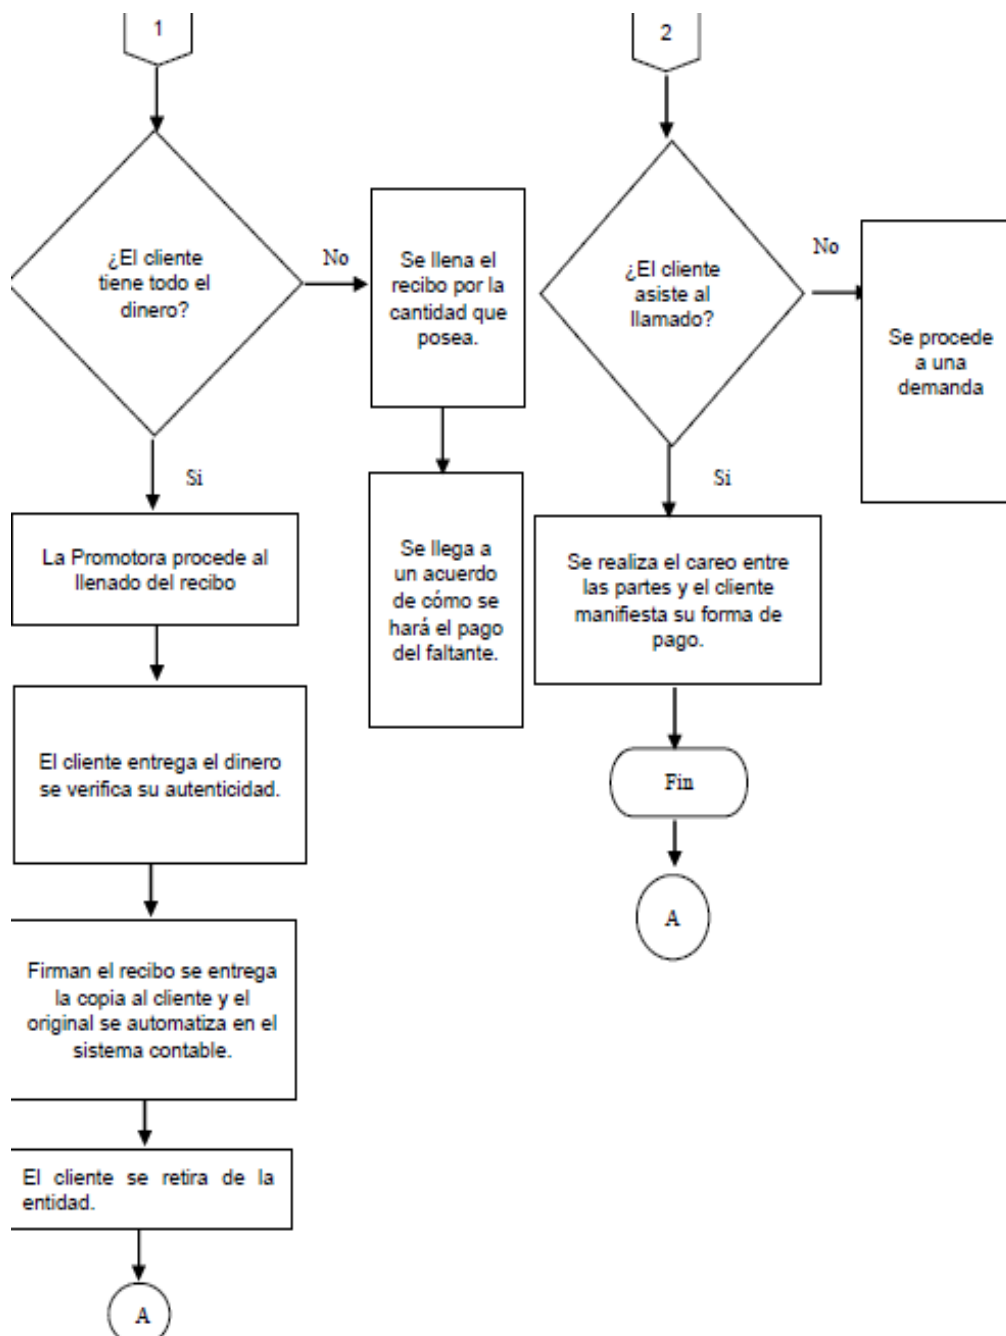 1
¿El cliente
tiene todo el
dinero?
No
Se llena el
recibo por la
cantidad que
posea.
Si
La Promotora procede al
llenado del recibo
Se llega a
un acuerdo
de cómo se
hará el pago
del faltante.
El cliente entrega el dinero
se verifica su autenticidad.
Firman el recibo se entrega
la copia al cliente y el
original se automatiza en el
sistema contable.
El cliente se retira de la
entidad.
A
2
¿El cliente
asiste al
llamado?
No
Se procede
a una
demanda
Si
Se realiza el careo entre
las partes y el cliente
manifiesta su forma de
pago.
Fin
A